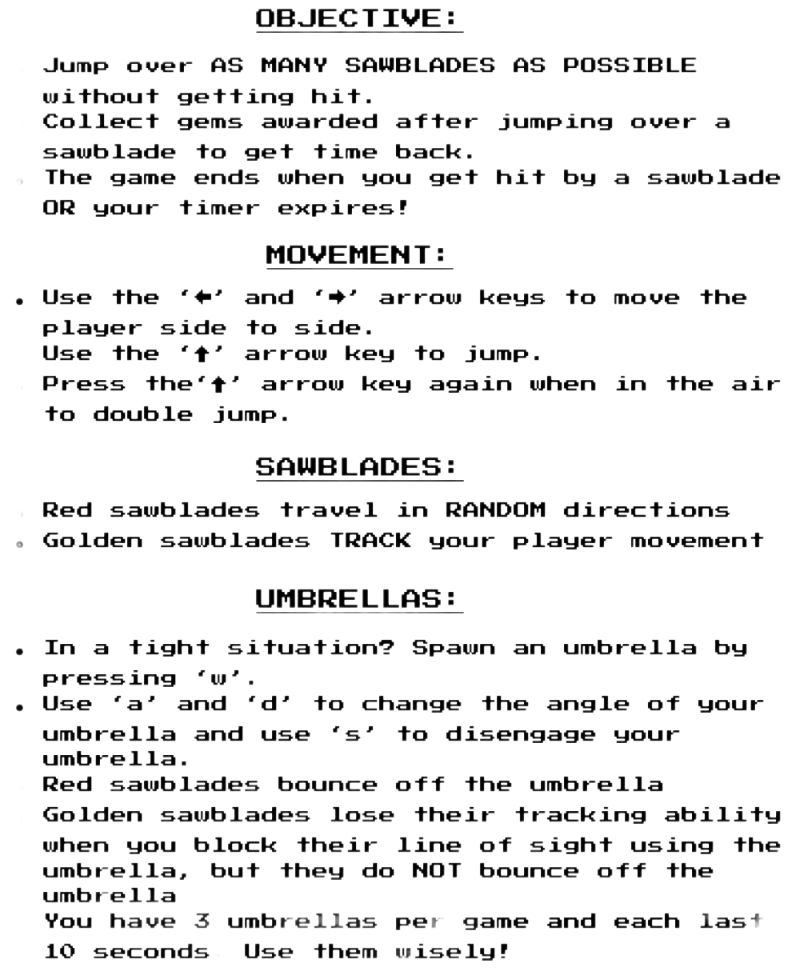 OBJECTIVE:
Jump over AS MANY SAWBLADES AS POSSIBLE
without getting hit.
Collect gems awarded after jumping over a
sawblade to get time back.
The game ends when you get hit by a sawblade
OR your timer expires!
MOVEMENT:
• Use the ‘←’ and ‘→’ arrow keys to move the
player side to side.
Use the ‘↑’ arrow key to jump.
Press the‘↑’ arrow key again when in the air
to double jump.
SAWBLADES:
Red sawblades travel in RANDOM directions
• Golden sawblades TRACK your player movement
UMBRELLAS:
• In a tight situation? Spawn an umbrella by
pressing ‘w’.
• Use ‘a’ and ‘d’ to change the angle of your
umbrella and use ‘s’ to disengage your
umbrella.
Red sawblades bounce off the umbrella
Golden sawblades lose their tracking ability
when you block their line of sight using the
umbrella, but they do NOT bounce off the
umbrella
You have 3 umbrellas per game and each last
10 seconds Use them wisely!